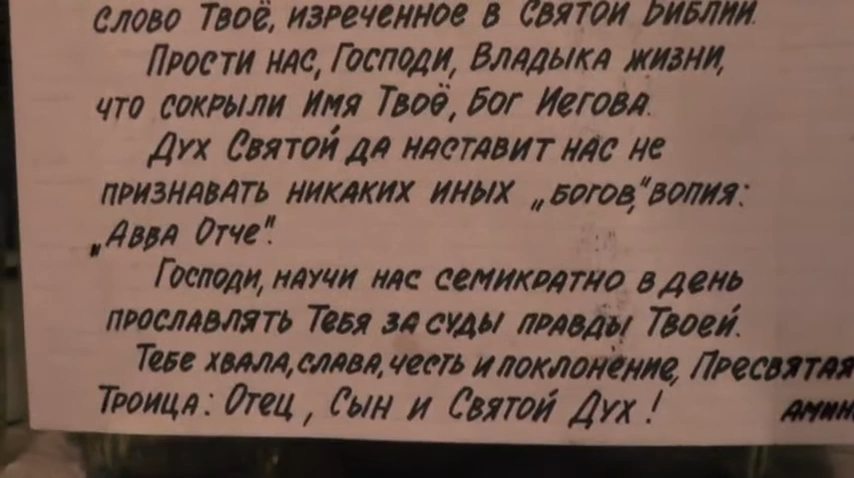 слово Твоё, изреченное в Святой Библии.
Прости нас, Господи, Владыка жизни,
что сокрыли Имя Твоё, Бог Иегова.
Дух Святой да наставит нас не
признавать никаких иных „богов," вопия:
„Авва Отче".
Господи, научи нас семикратно в день
прославлять Тебя за суды правды Твоей.
Тебе хвала, слава, честь и поклонение, Пресвятая
Троица: Отец, Сын и Святой Дух! амин